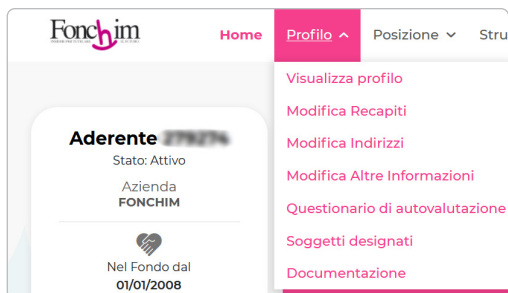 Fonchim
Home
Profilo
Posizione
Stru
Visualizza profilo
Modifica Recapiti
Modifica Indirizzi
Modifica Altre Informazioni
Questionario di autovalutazione
Soggetti designati
Documentazione
Aderente
Stato: Attivo
Azienda
FONCHIM
Nel Fondo dal
01/01/2008